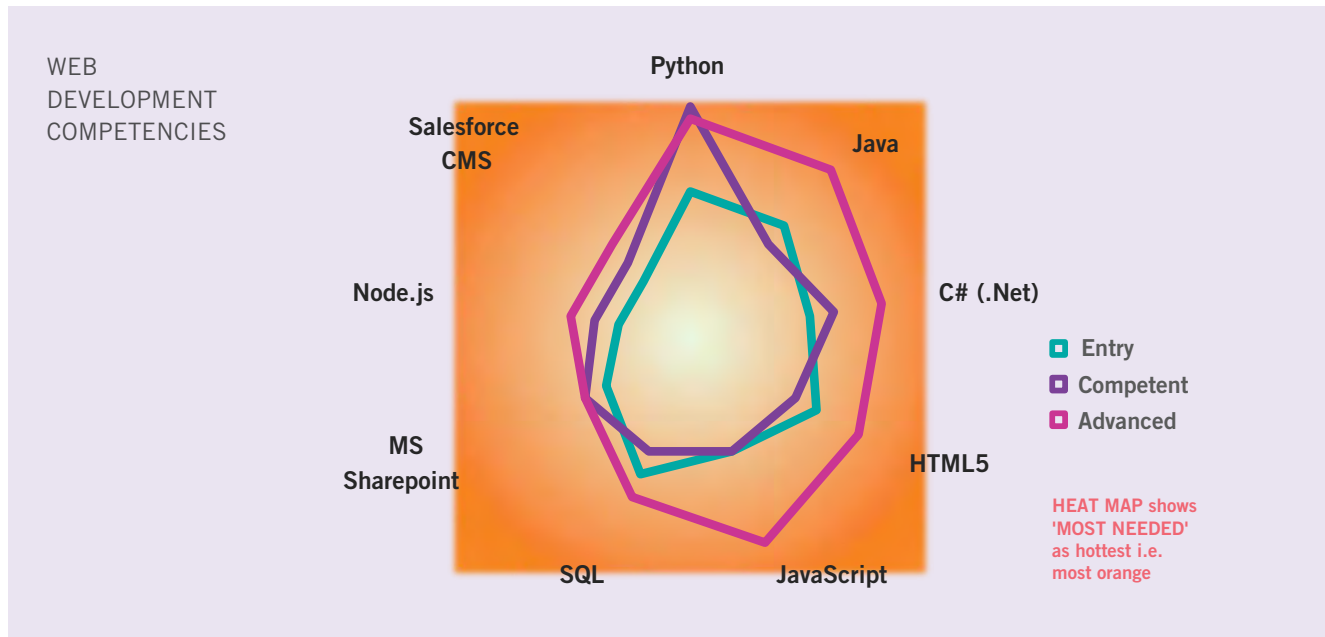 WEB
DEVELOPMENT
COMPETENCIES
Python
Salesforce
CMS
Java
Node.js
C# (.Net)
Entry
Competent
Advanced
MS
Sharepoint
HTML5
HEAT MAP shows
'MOST NEEDED'
as hottest i.e.
most orange
SQL
JavaScript